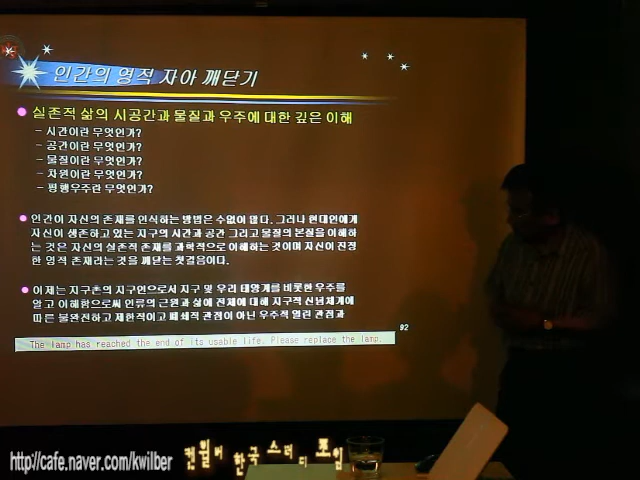 인간의 영적 자아 깨닫기
실존적 삶의 시공간과 물질과 우주에 대한 깊은 이해
- 시간이란 무엇인가?
- 공간이란 무엇인가?
- 물질이란 무엇인가?
- 차원이란 무엇인가?
- 평행우주란 무엇인가?
인간이 자신의 존재를 인식하는 방법은 수없이 많다. 그러나 현대인에게
자신이 생존하고 있는 지구의 시간과 공간 그리고 물질의 본질을 이해하
는 것은 자신의 실존적 존재를 과학적으로 이해하는 것이며 자신이 진정
한 영적 존재라는 것을 깨닫는 첫걸음이다.
이제는 지구촌의 지구인으로서 지구 및 우리 태양계를 비롯한 우주를
알고 이해함으로써 인류의 근원과 삶에 전체에 대해 지구적 신념체계에
따른 불완전하고 제한적이고 폐쇄적 관점이 아닌 우주적 열린 관점과
92
The lamp has reached the end of its usable life. Please replace the lamp.
http://cafe.naver.com/kwilber 켄윌버 한국 스터디 모임